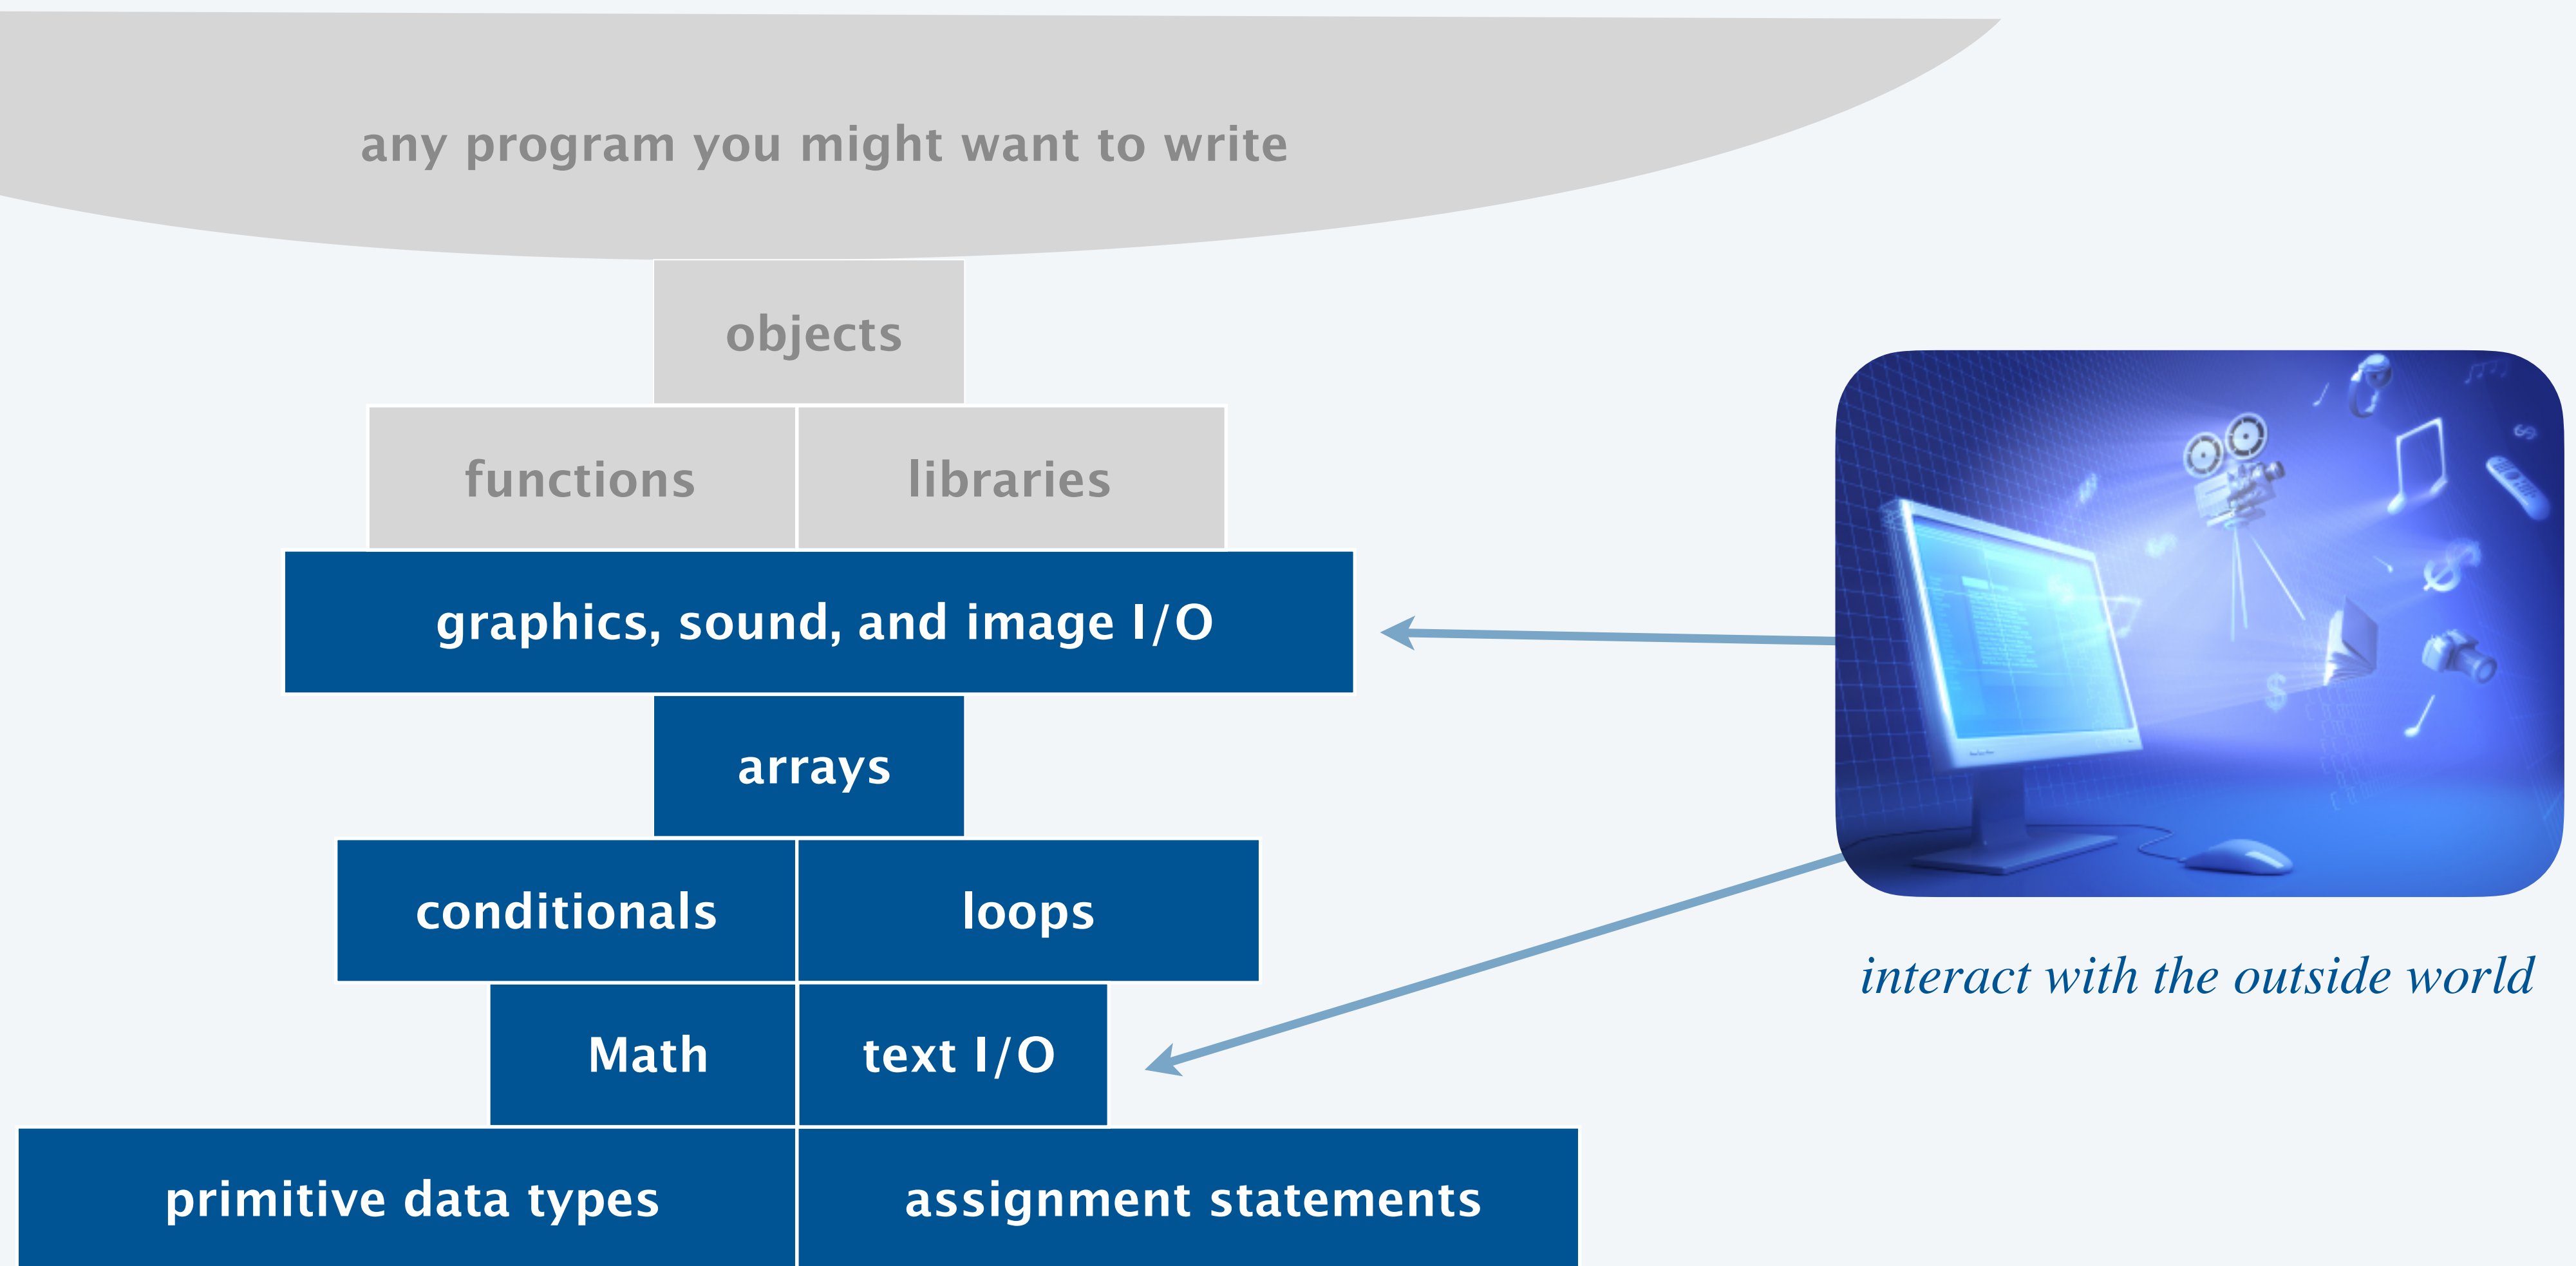 any program you might want to write
objects
functions libraries
graphics, sound, and image I/O
arrays
conditionals loops
interact with the outside world
Math text I/O
primitive data types assignment statements